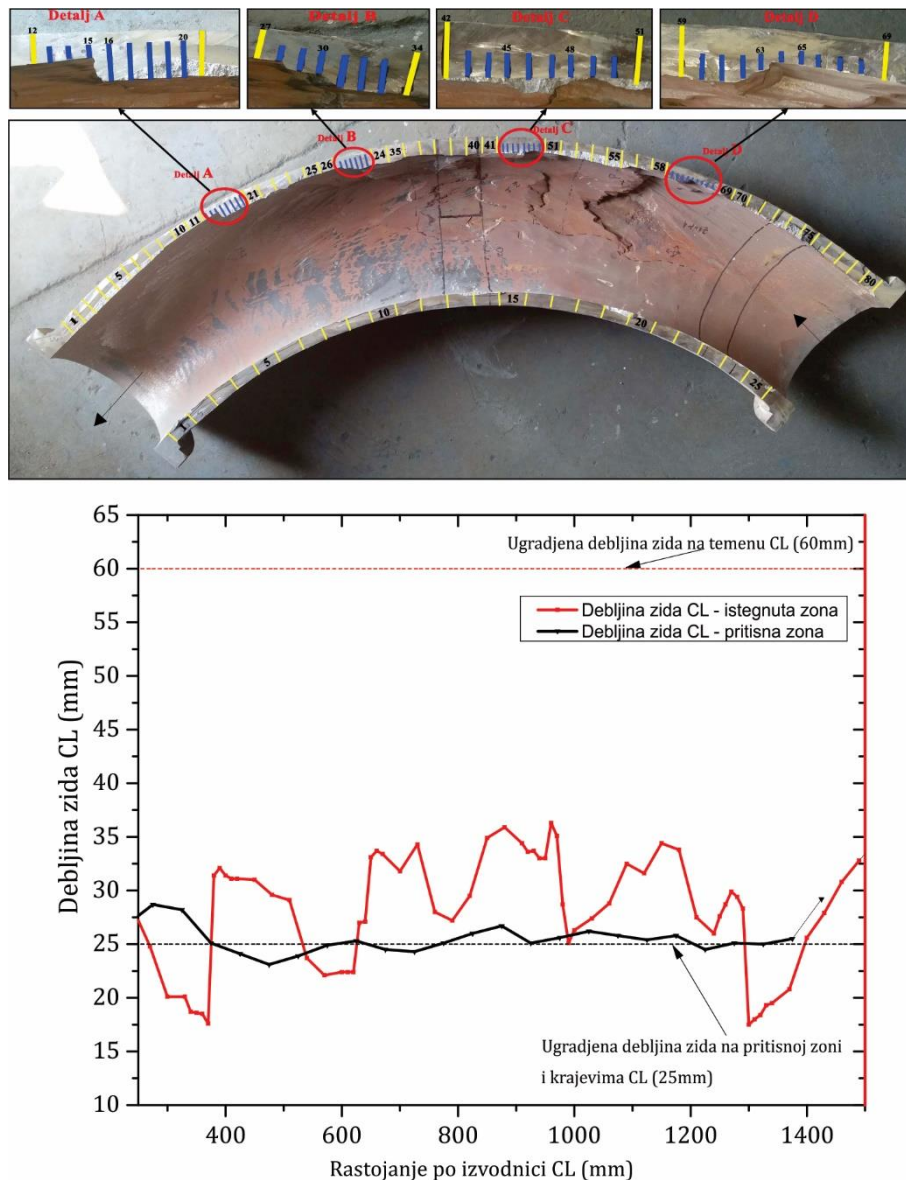 Detalj A
Detalj B
Detalj C
Detalj D
12 15 16 20
27 30 34
42 45 48 51
59 63 65 69
Detalj A
Detalj B
Detalj C
Detalj D
1 5 10 11 21 25 26 24 35 40 41 51 55 58 69 70 75 80
1 5 10 15 20 25
65
60
55
50
45
40
35
30
25
20
15
10
Debljina zida CL (mm)
Ugradjena debljina zida na temenu CL (60mm)
Debljina zida CL - istegnuta zona
Debljina zida CL - pritisna zona
Ugradjena debljina zida na pritisnoj zoni
i krajevima CL (25mm)
400 600 800 1000 1200 1400
Rastojanje po izvodnici CL (mm)